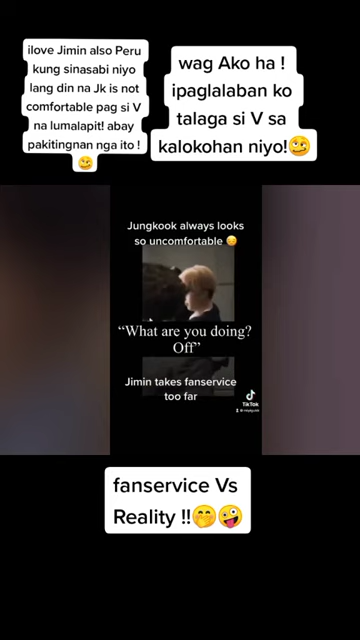 ilove Jimin also Peru
kung sinasabi niyo
lang din na Jk is not
comfortable pag si V
na lumalapit! abay
pakitingnan nga ito !
🥴
wag Ako ha !
ipaglalaban ko
talaga si V sa
kalokohan niyo!🥴
Jungkook always looks
so uncomfortable 😳
“What are you doing?
Off”
Jimin takes fanservice
too far
TikTok
fanservice Vs
Reality !!🤭🤪